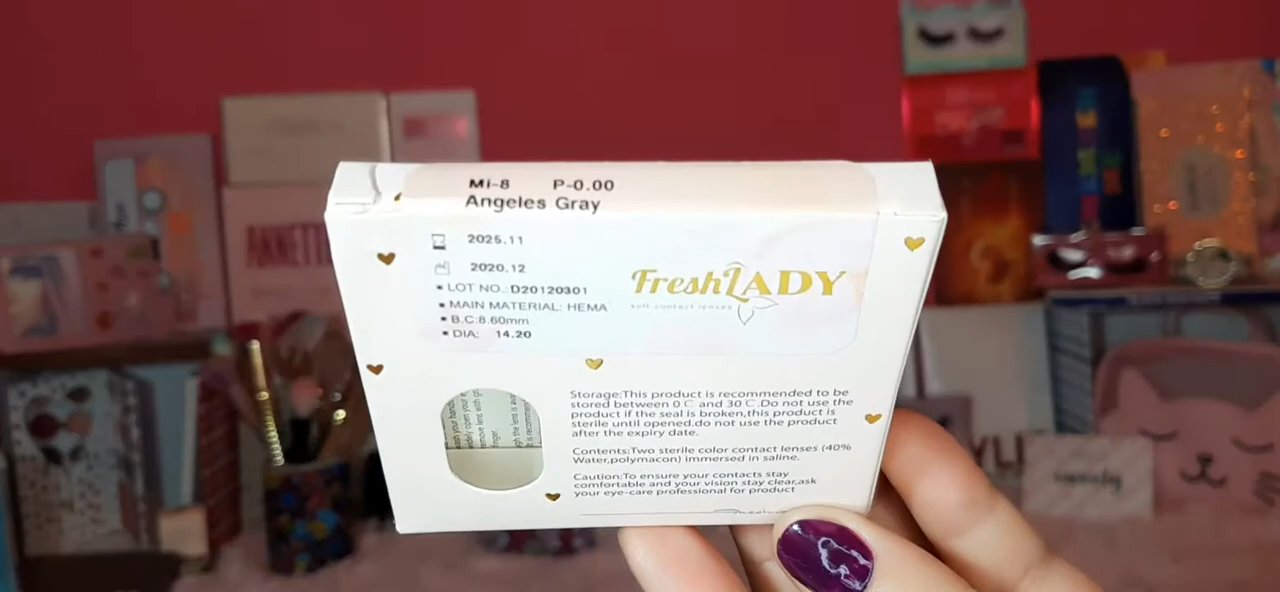 Mi-8 P-0.00
Angeles Gray
2025.11
2020.12
LOT NO.: D20120301
MAIN MATERIAL: HEMA
B.C:8.60mm
DIA: 14.20
FreshLADY
soft contact lenses
Storage:This product is recommended to be
stored between 0 C and 30 C .Do not use the
product if the seal is broken,this product is
sterile until opened.do not use the product
after the expiry date.
Contents:Two sterile color contact lenses (40%
Water,polymacon) immersed in saline.
Caution:To ensure your contacts stay
comfortable and your vision stay clear,ask
your eye-care professional for product